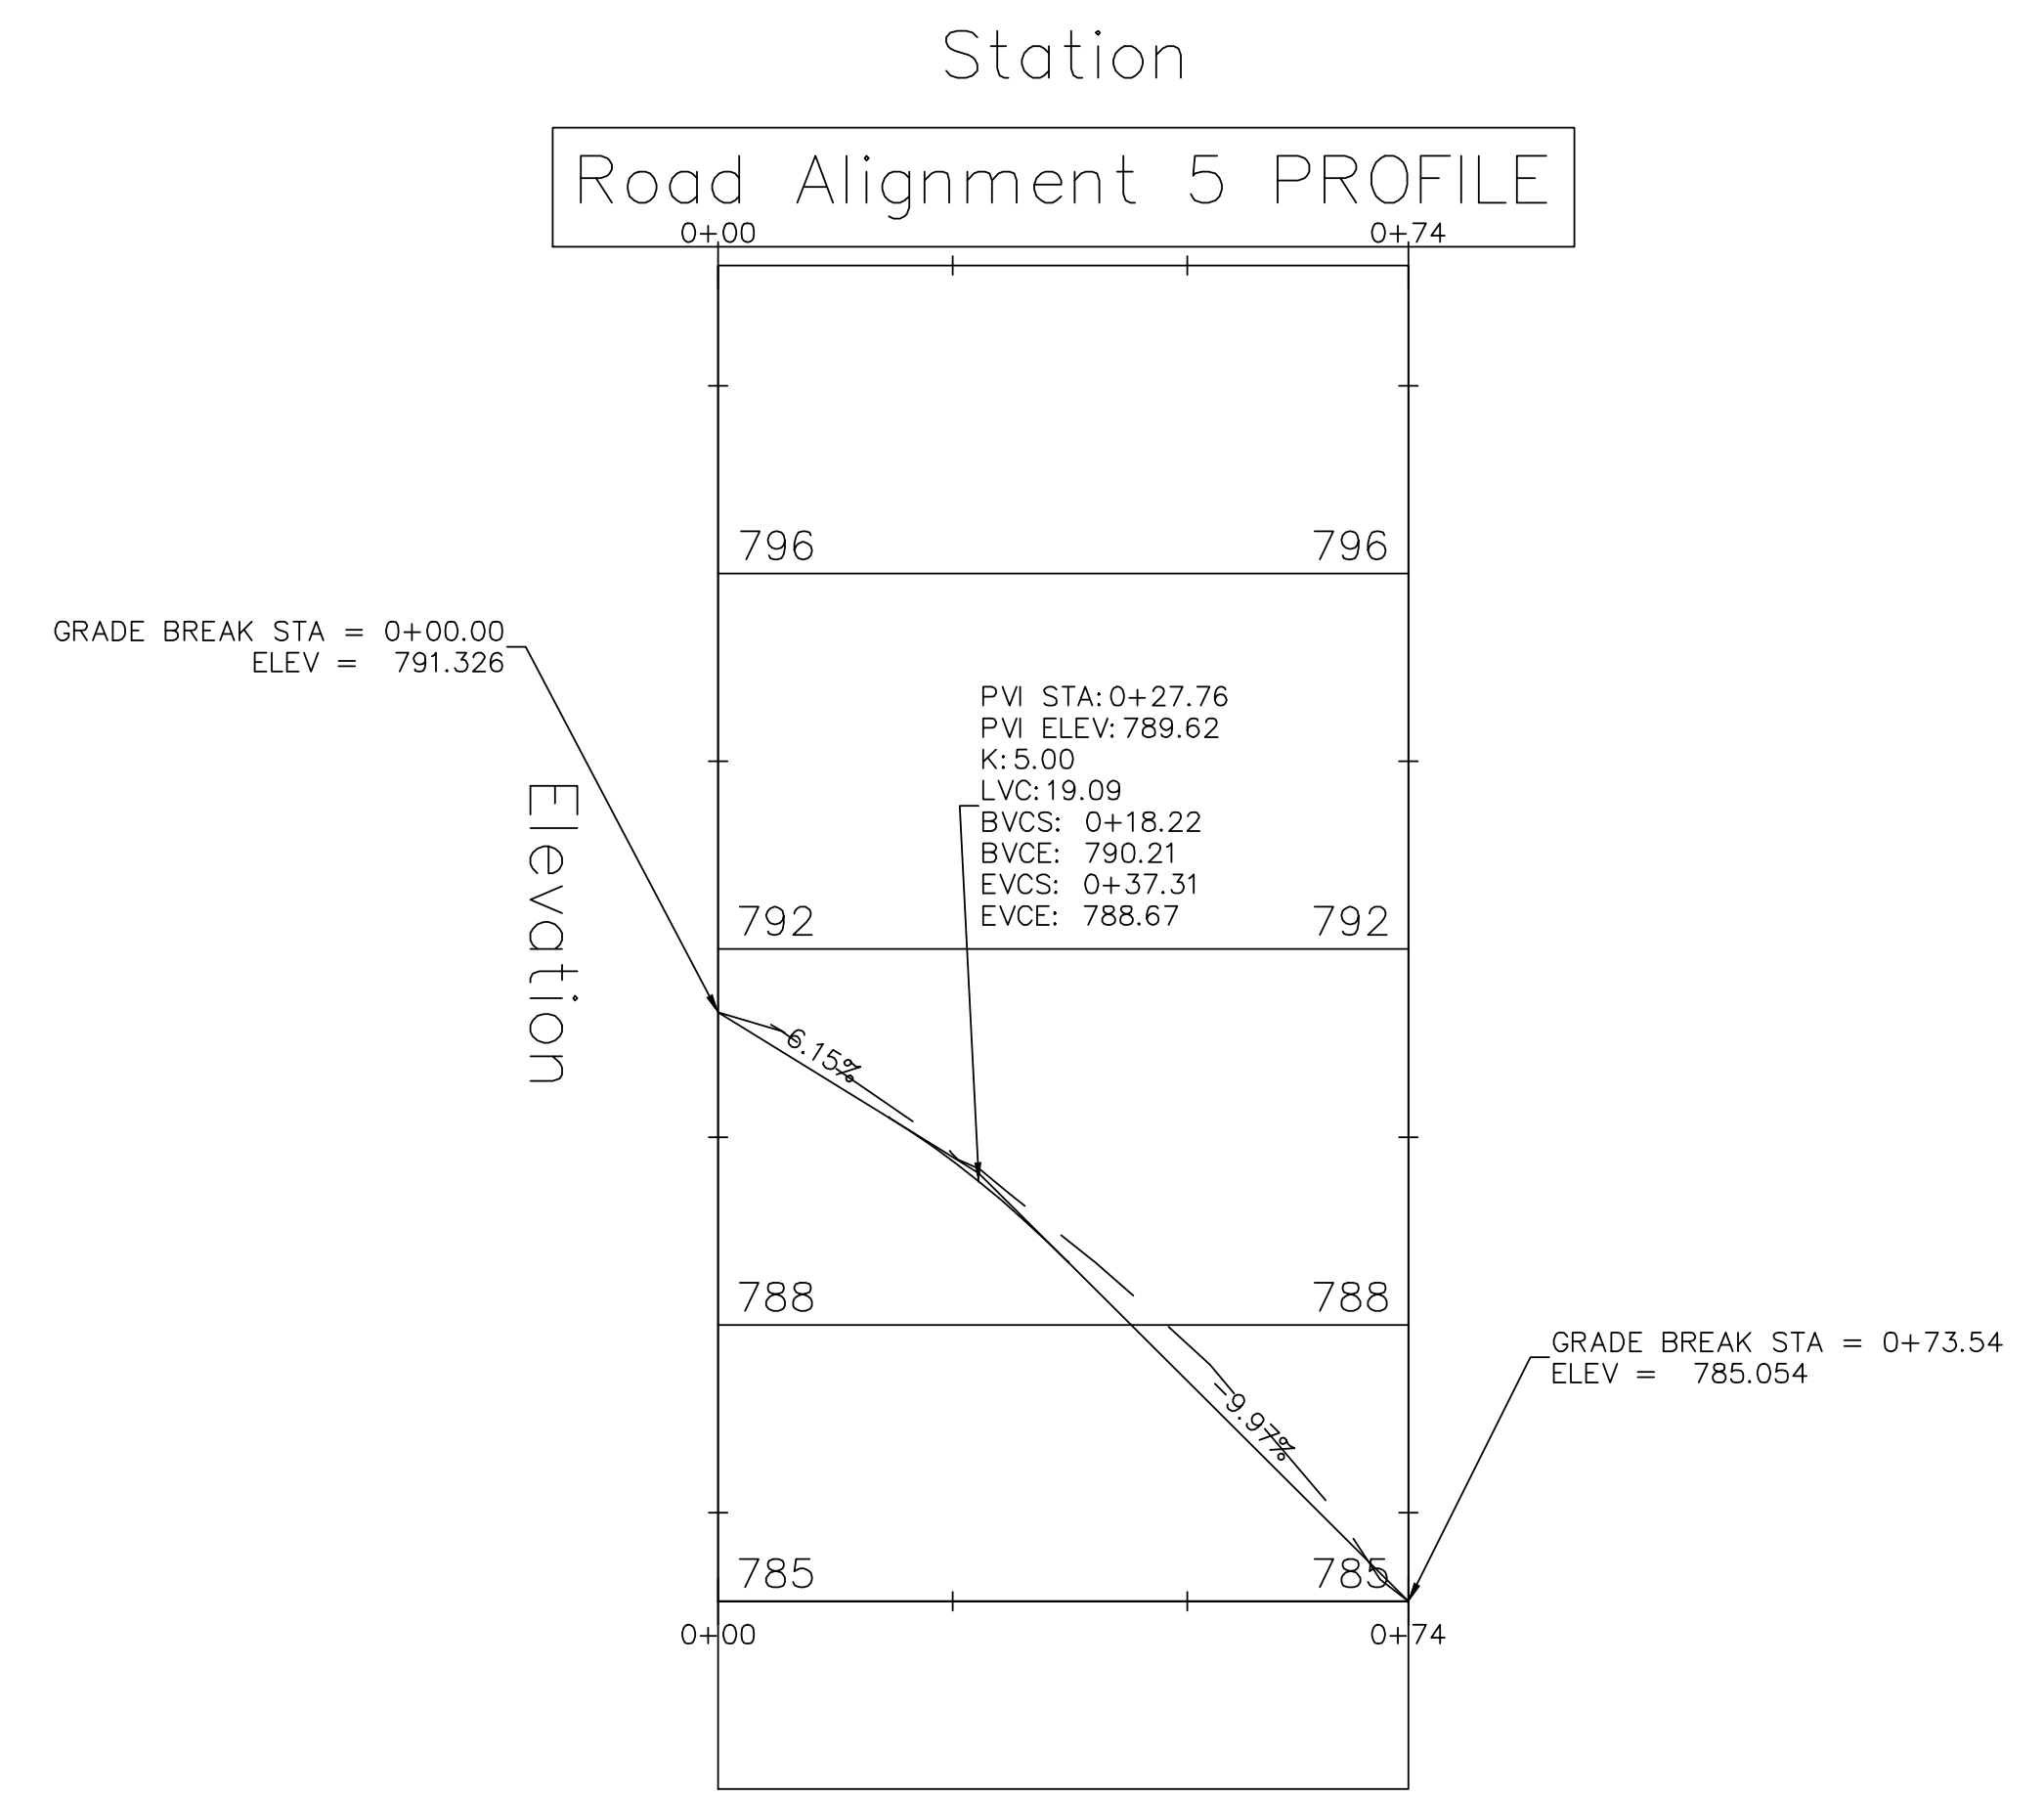 Station
Road Alignment 5 PROFILE
0+00 0+74
796 796
GRADE BREAK STA = 0+00.00
ELEV = 791.326
PVI STA: 0+27.76
PVI ELEV: 789.62
K: 5.00
LVC: 19.09
BVCS: 0+18.22
BVCE: 790.21
EVCS: 0+37.31
EVCE: 788.67
Elevation
792 792
-6.15%
788 788
GRADE BREAK STA = 0+73.54
ELEV = 785.054
-9.97%
785 785
0+00 0+74